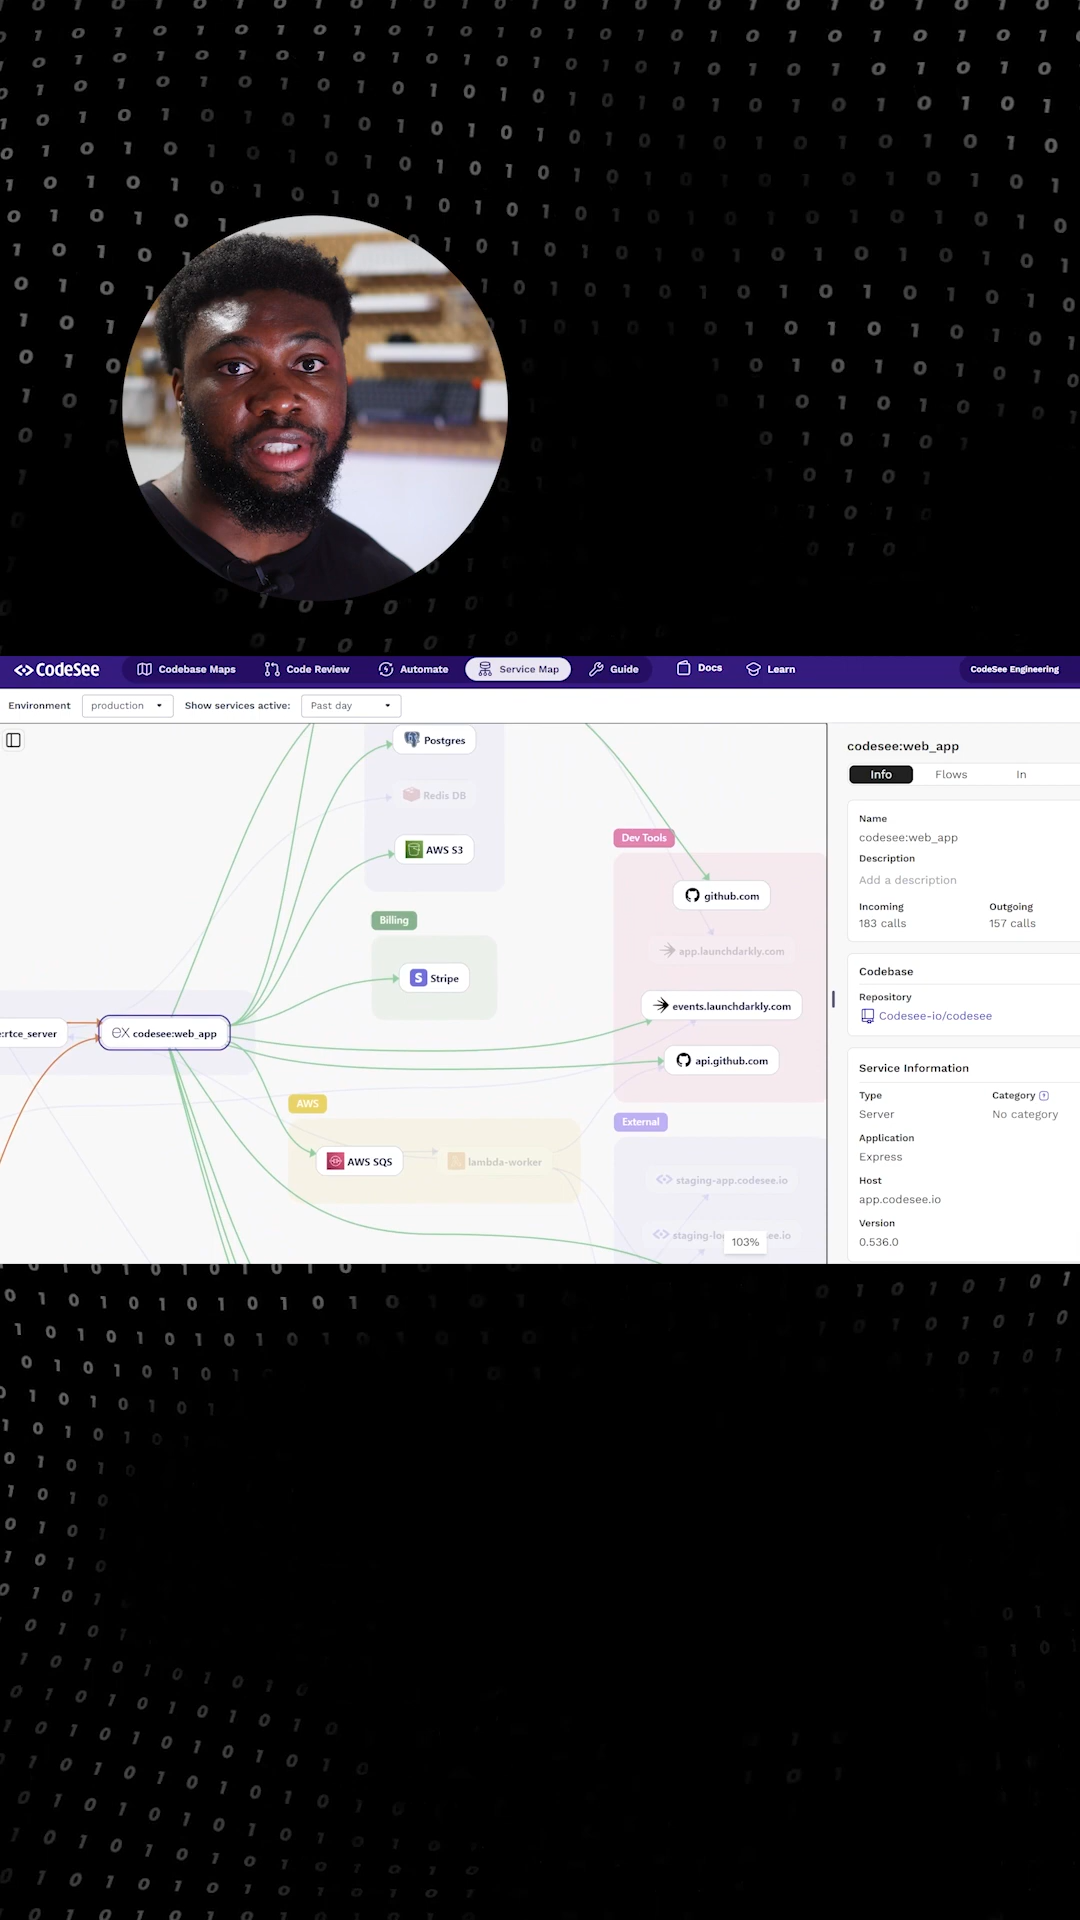 CodeSee
Codebase Maps
Code Review
Automate
Service Map
Guide
Docs
Learn
CodeSee Engineering
Environment
production
Show services active:
Past day
Postgres
Redis DB
AWS S3
Billing
Stripe
:rtce_server
ex codesee:web_app
AWS
AWS SQS
lambda-worker
Dev Tools
github.com
app.launchdarkly.com
events.launchdarkly.com
api.github.com
External
staging-app.codesee.io
103%
codesee:web_app
Info
Flows
In
Name
codesee:web_app
Description
Add a description
Incoming
Outgoing
183 calls
157 calls
Codebase
Repository
Codesee-io/codesee
Service Information
Type
Category
Server
No category
Application
Express
Host
app.codesee.io
Version
0.536.0